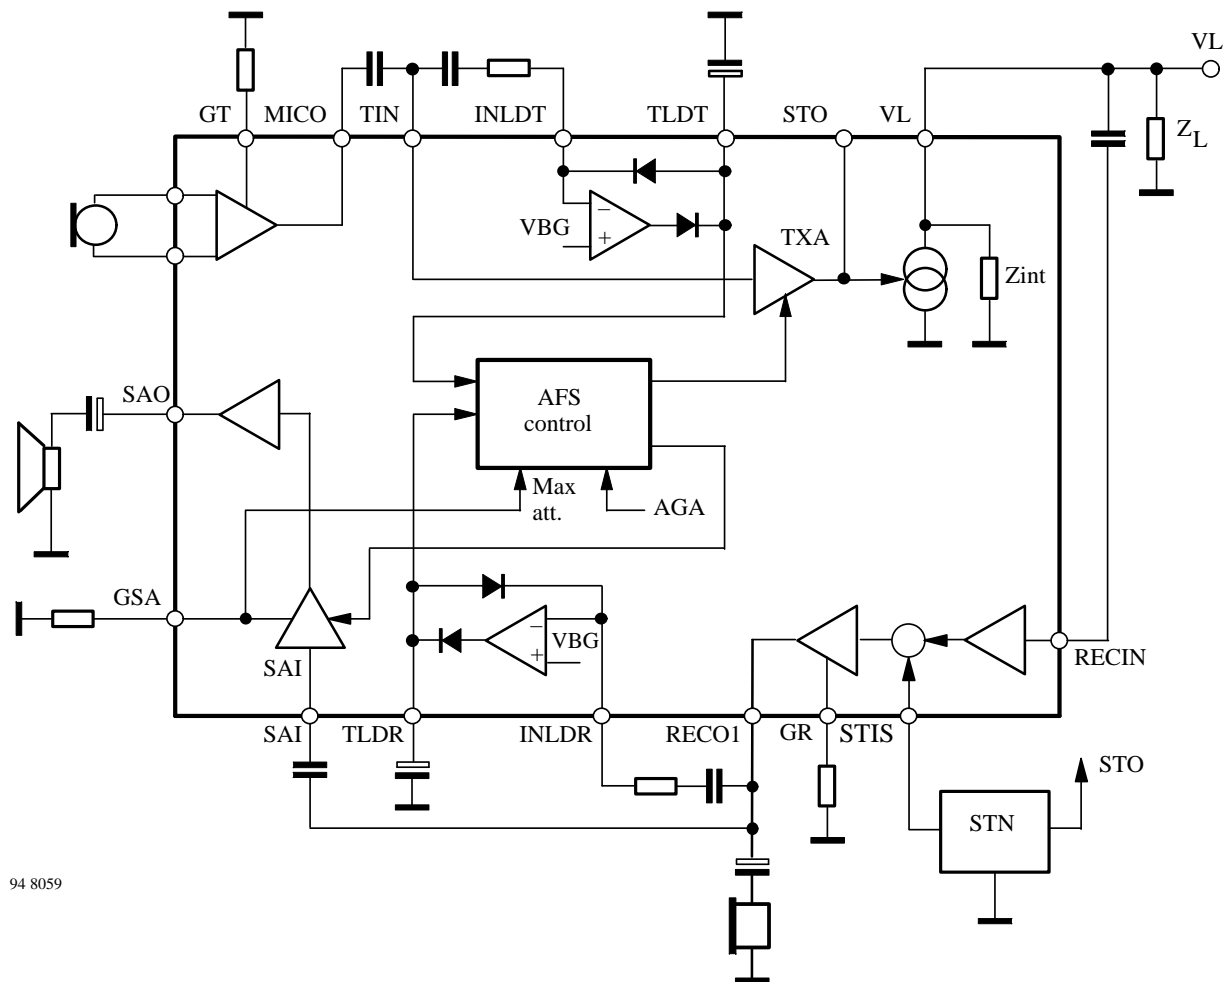 VL
GT
MICO
TIN
INLDT
TLDT
STO
VL
Z_L
VBG
−
+
TXA
Zint
SAO
AFS
control
Max
att.
AGA
GSA
SAI
−
VBG
+
RECIN
SAI
TLDR
INLDR
RECO1
GR
STIS
STO
STN
94 8059